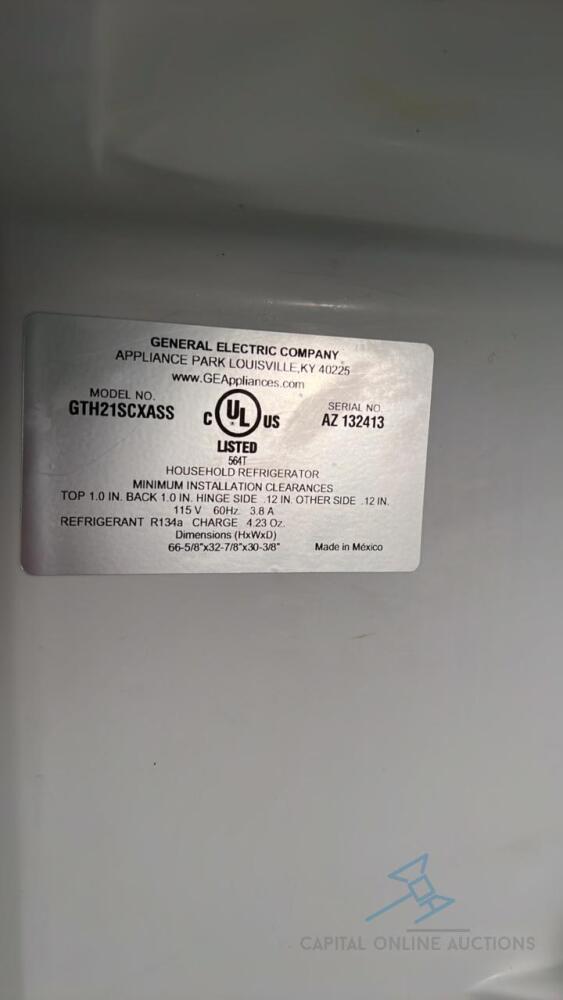 GENERAL ELECTRIC COMPANY
APPLIANCE PARK LOUISVILLE,KY 40225
www.GEAppliances.com
MODEL NO.
GTH21SCXASS
C UL US
LISTED
564T
SERIAL NO.
AZ 132413
HOUSEHOLD REFRIGERATOR
MINIMUM INSTALLATION CLEARANCES
TOP 1.0 IN. BACK 1.0 IN. HINGE SIDE .12 IN. OTHER SIDE .12 IN.
115 V 60Hz. 3.8 A
REFRIGERANT R134a CHARGE 4.23 Oz.
Dimensions (HxWxD)
66-5/8"x32-7/8"x30-3/8"
Made in México
CAPITAL ONLINE AUCTIONS